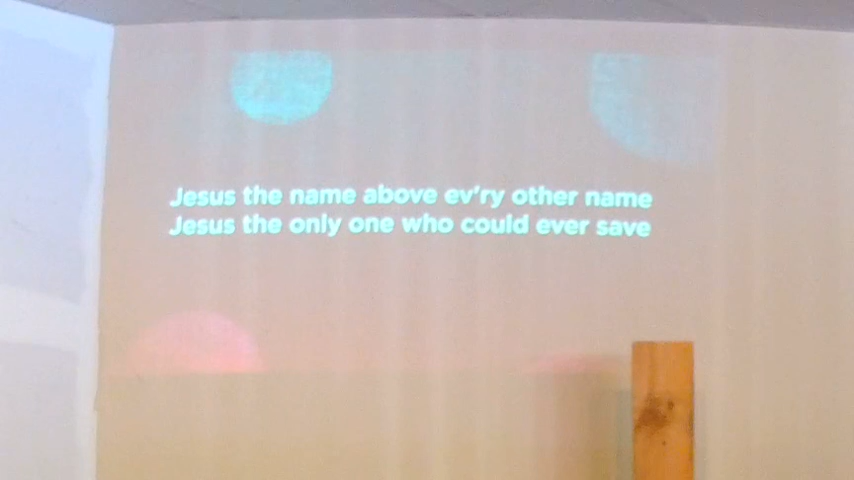 Jesus the name above ev'ry other name
Jesus the only one who could ever save